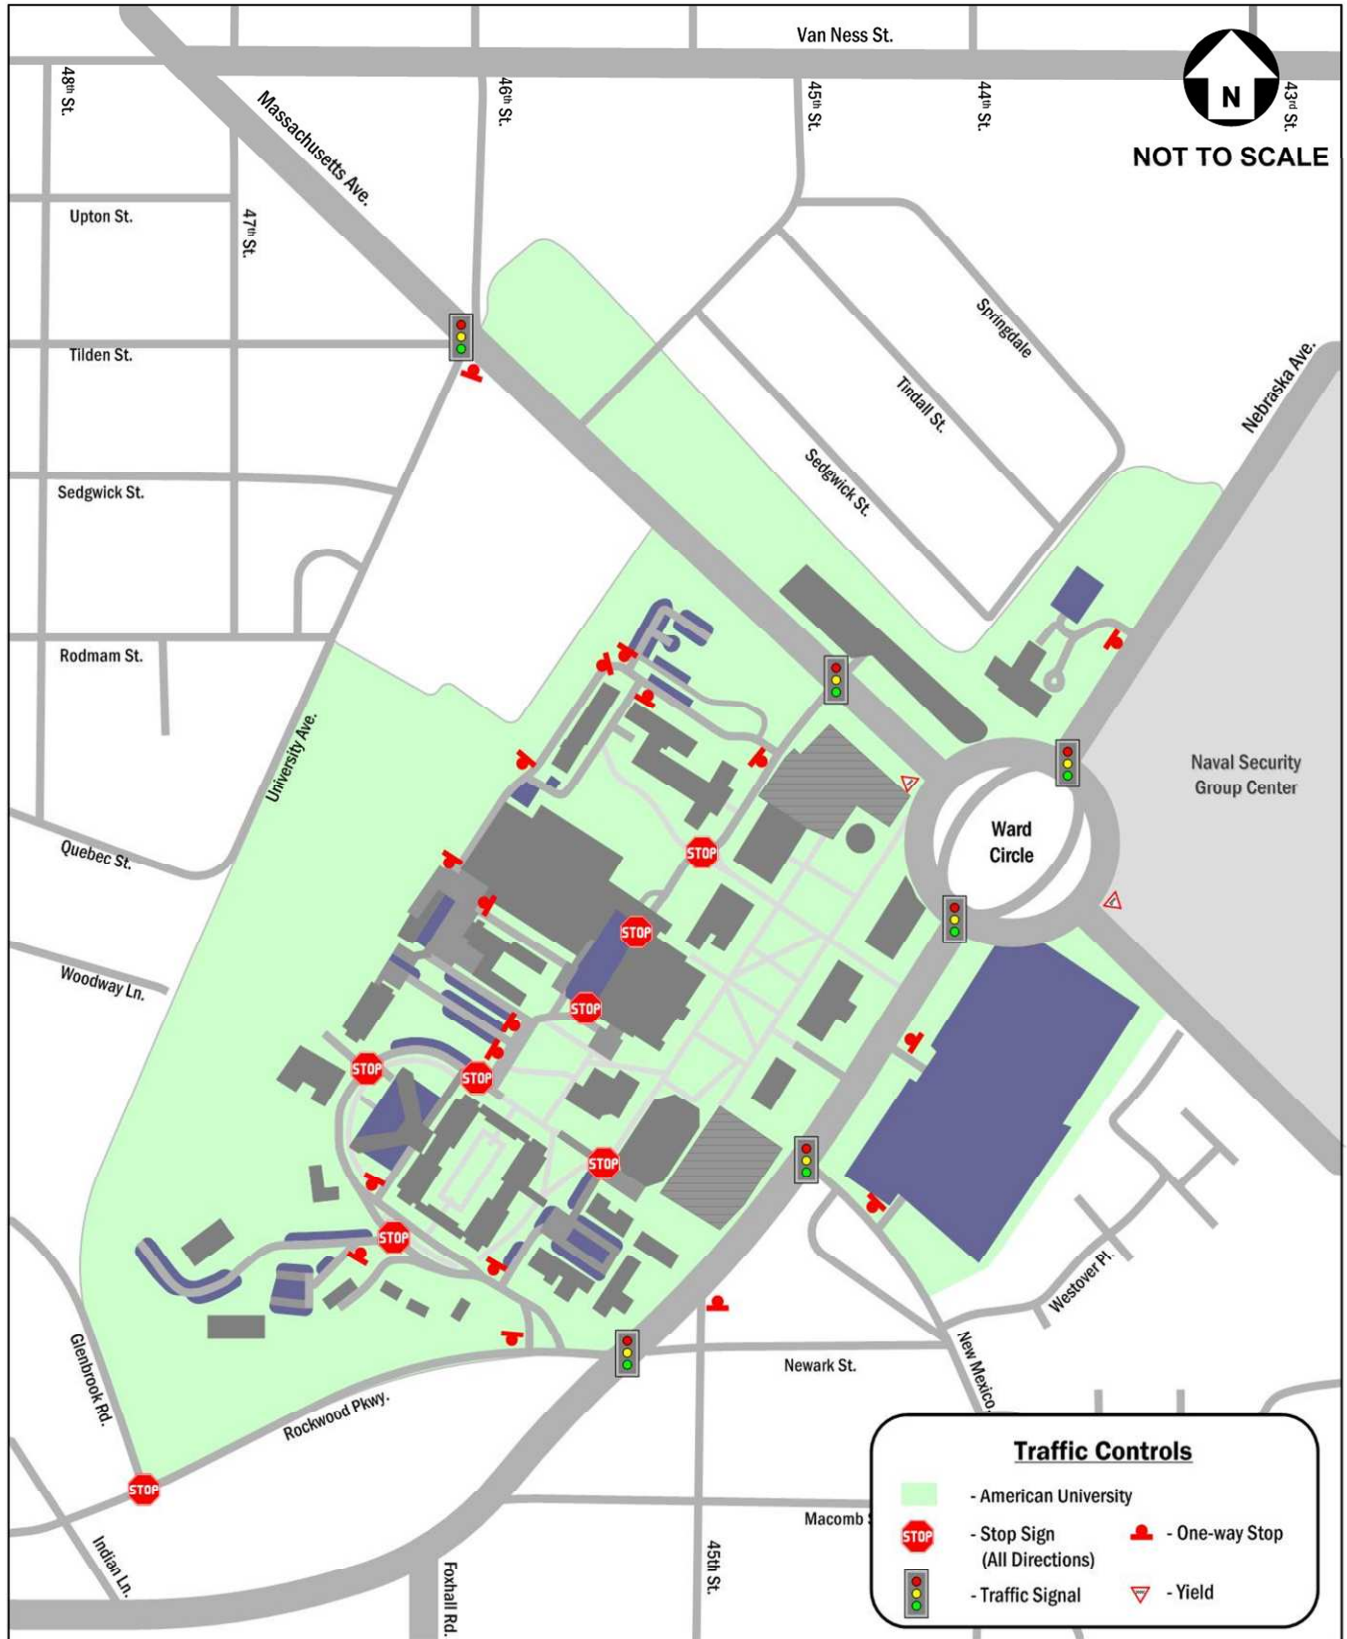 Van Ness St.
48th St.
46th St.
45th St.
44th St.
43rd St.
N
NOT TO SCALE
Massachusetts Ave.
Upton St.
47th St.
Springdale
Tilden St.
Nebraska Ave.
Tindall St.
Sedgwick St.
Sedgwick St.
Rodmam St.
University Ave.
Naval Security
Group Center
Ward
Circle
Quebec St.
STOP
STOP
Woodway Ln.
STOP
STOP
STOP
STOP
STOP
Westover Pl.
Glenbrook Rd.
Newark St.
New Mexico.
Rockwood Pkwy.
STOP
Macomb S
Indian Ln.
Foxhall Rd.
45th St.
Traffic Controls
- American University
STOP
- Stop Sign
(All Directions)
- One-way Stop
- Traffic Signal
- Yield